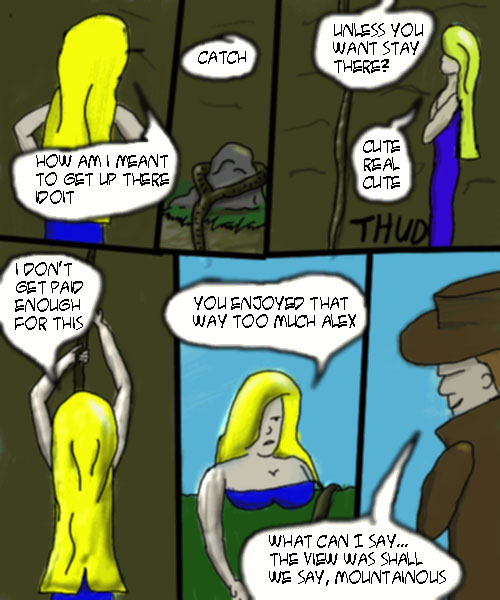 HOW AM I MEANT
TO GET UP THERE
IDOIT
CATCH
UNLESS YOU
WANT STAY
THERE?
CUTE
REAL
CUTE
THUD
I DON'T
GET PAID
ENOUGH
FOR THIS
YOU ENJOYED THAT
WAY TOO MUCH ALEX
WHAT CAN I SAY...
THE VIEW WAS SHALL
WE SAY, MOUNTAINOUS